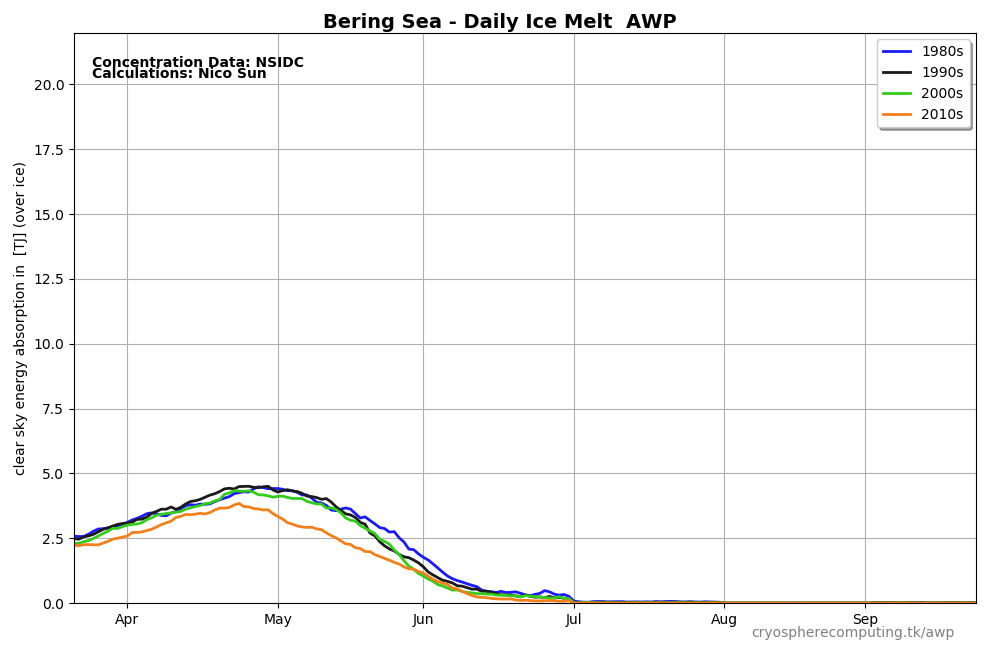 Bering Sea - Daily Ice Melt  AWP
Concentration Data: NSIDC
Calculations: Nico Sun
1980s
1990s
2000s
2010s
clear sky energy absorption in  [TJ] (over ice)
20.0
17.5
15.0
12.5
10.0
7.5
5.0
2.5
0.0
Apr May Jun Jul Aug Sep
cryospherecomputing.tk/awp